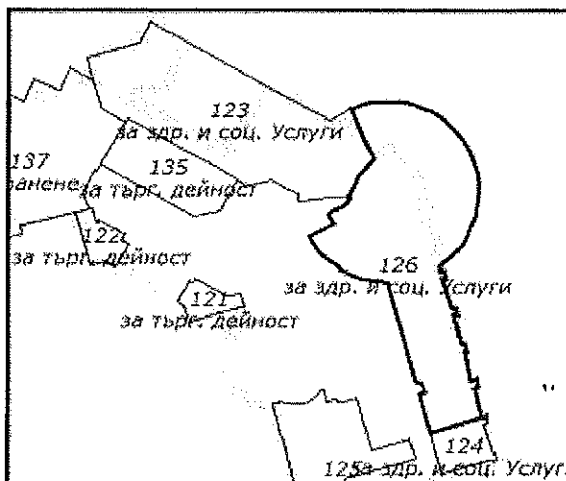 123
за здр. и соц. Услуги
137
135
за търг. дейност
122
за търг. дейност
126
за здр. и соц. Услуги
121
за търг. дейност
124
125
за здр. и соц. Услуг